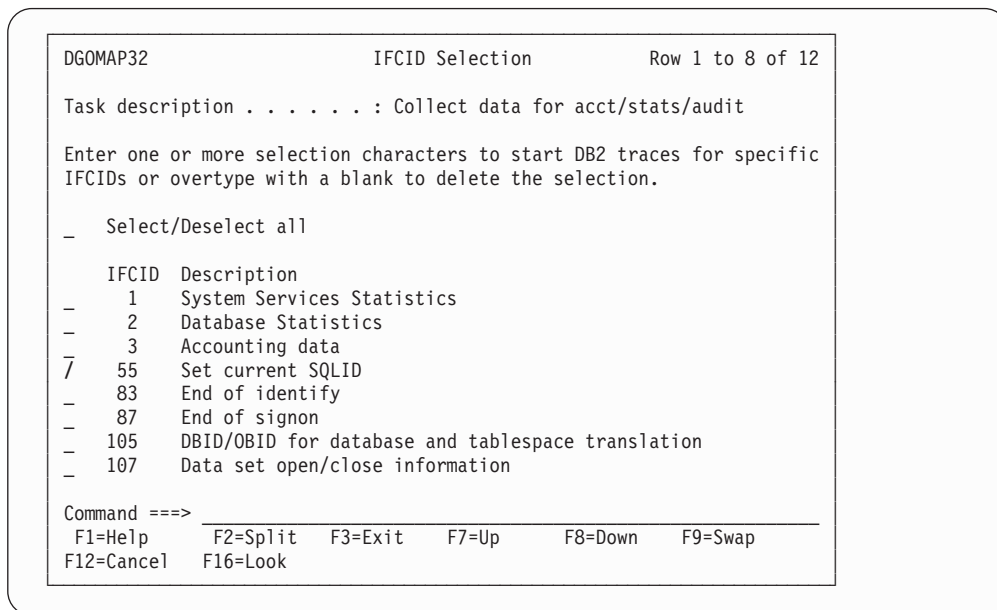 DGOMAP32 IFCID Selection Row 1 to 8 of 12
Task description . . . . . . : Collect data for acct/stats/audit
Enter one or more selection characters to start DB2 traces for specific
IFCIDs or overtype with a blank to delete the selection.
_ Select/Deselect all
IFCID Description
_ 1 System Services Statistics
_ 2 Database Statistics
_ 3 Accounting data
/ 55 Set current SQLID
_ 83 End of identify
_ 87 End of signon
_ 105 DBID/OBID for database and tablespace translation
_ 107 Data set open/close information
Command ===> ____________________________________________
F1=Help F2=Split F3=Exit F7=Up F8=Down F9=Swap
F12=Cancel F16=Look